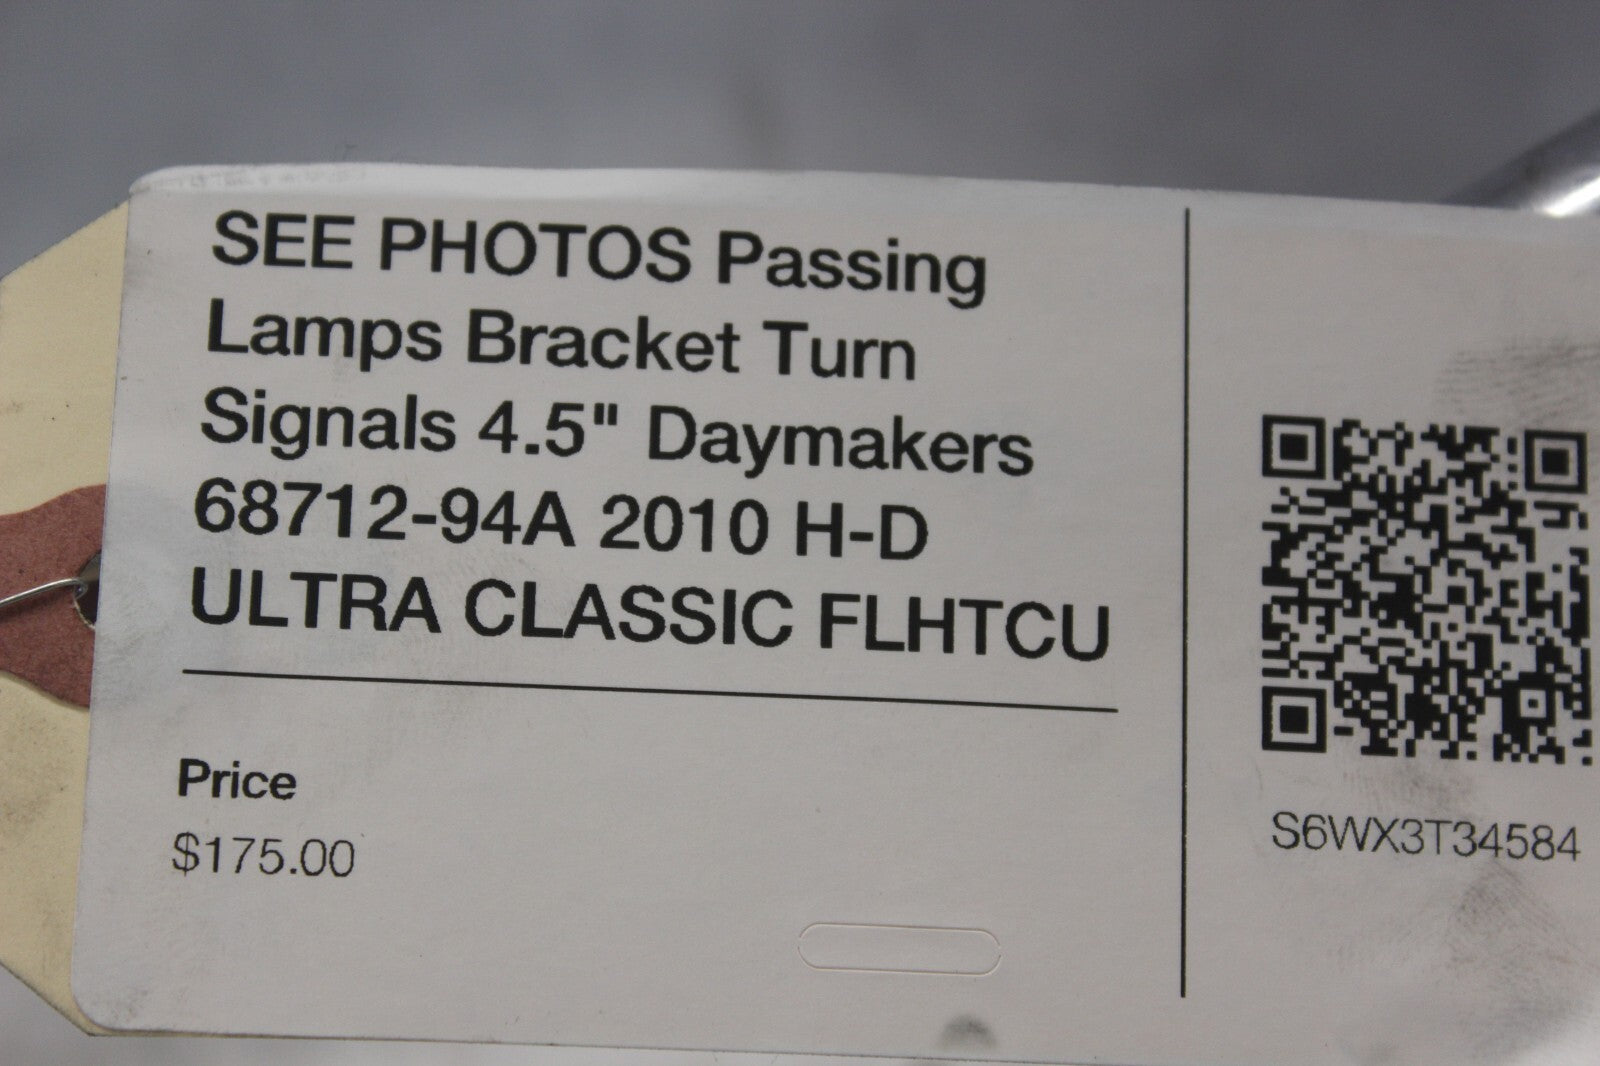 SEE PHOTOS Passing
Lamps Bracket Turn
Signals 4.5" Daymakers
68712-94A 2010 H-D
ULTRA CLASSIC FLHTCU
Price
$175.00
S6WX3T34584